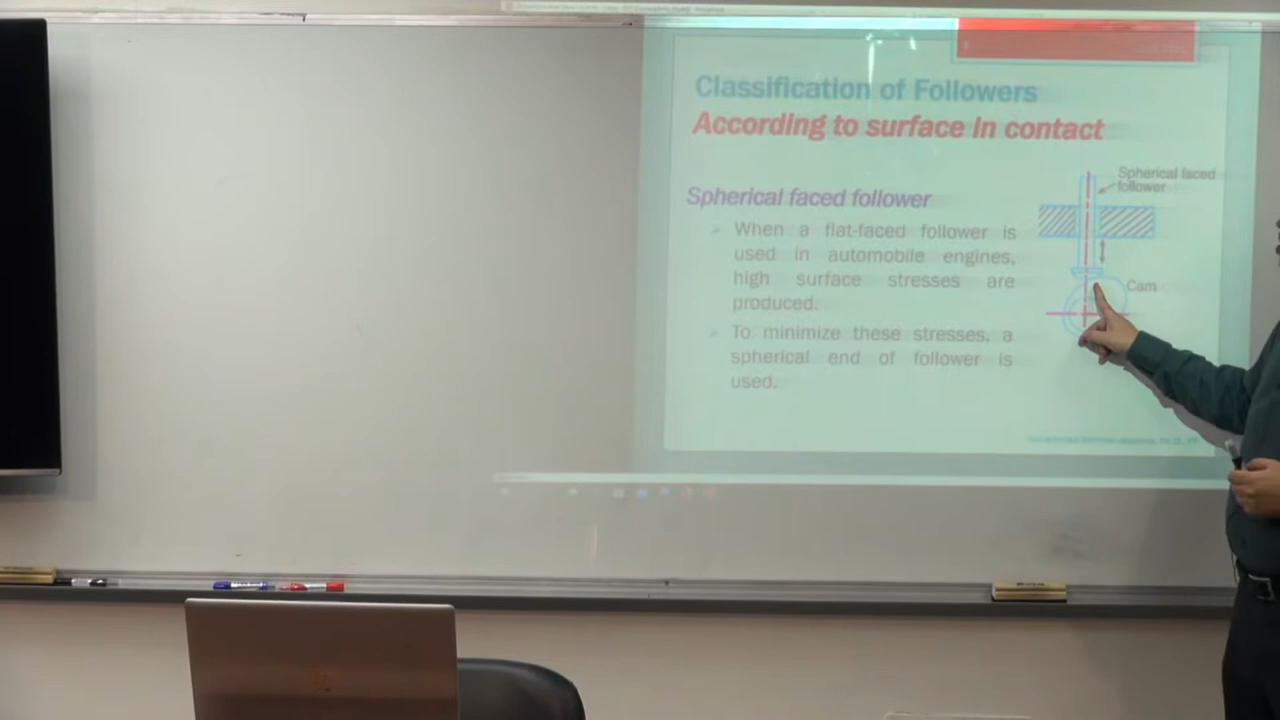 Classification of Followers
According to surface in contact
Spherical faced
follower
Spherical faced follower
When a flat-faced follower is
used in automobile engines,
high surface stresses are
produced.
Cam
To minimize these stresses, a
spherical end of follower is
used.